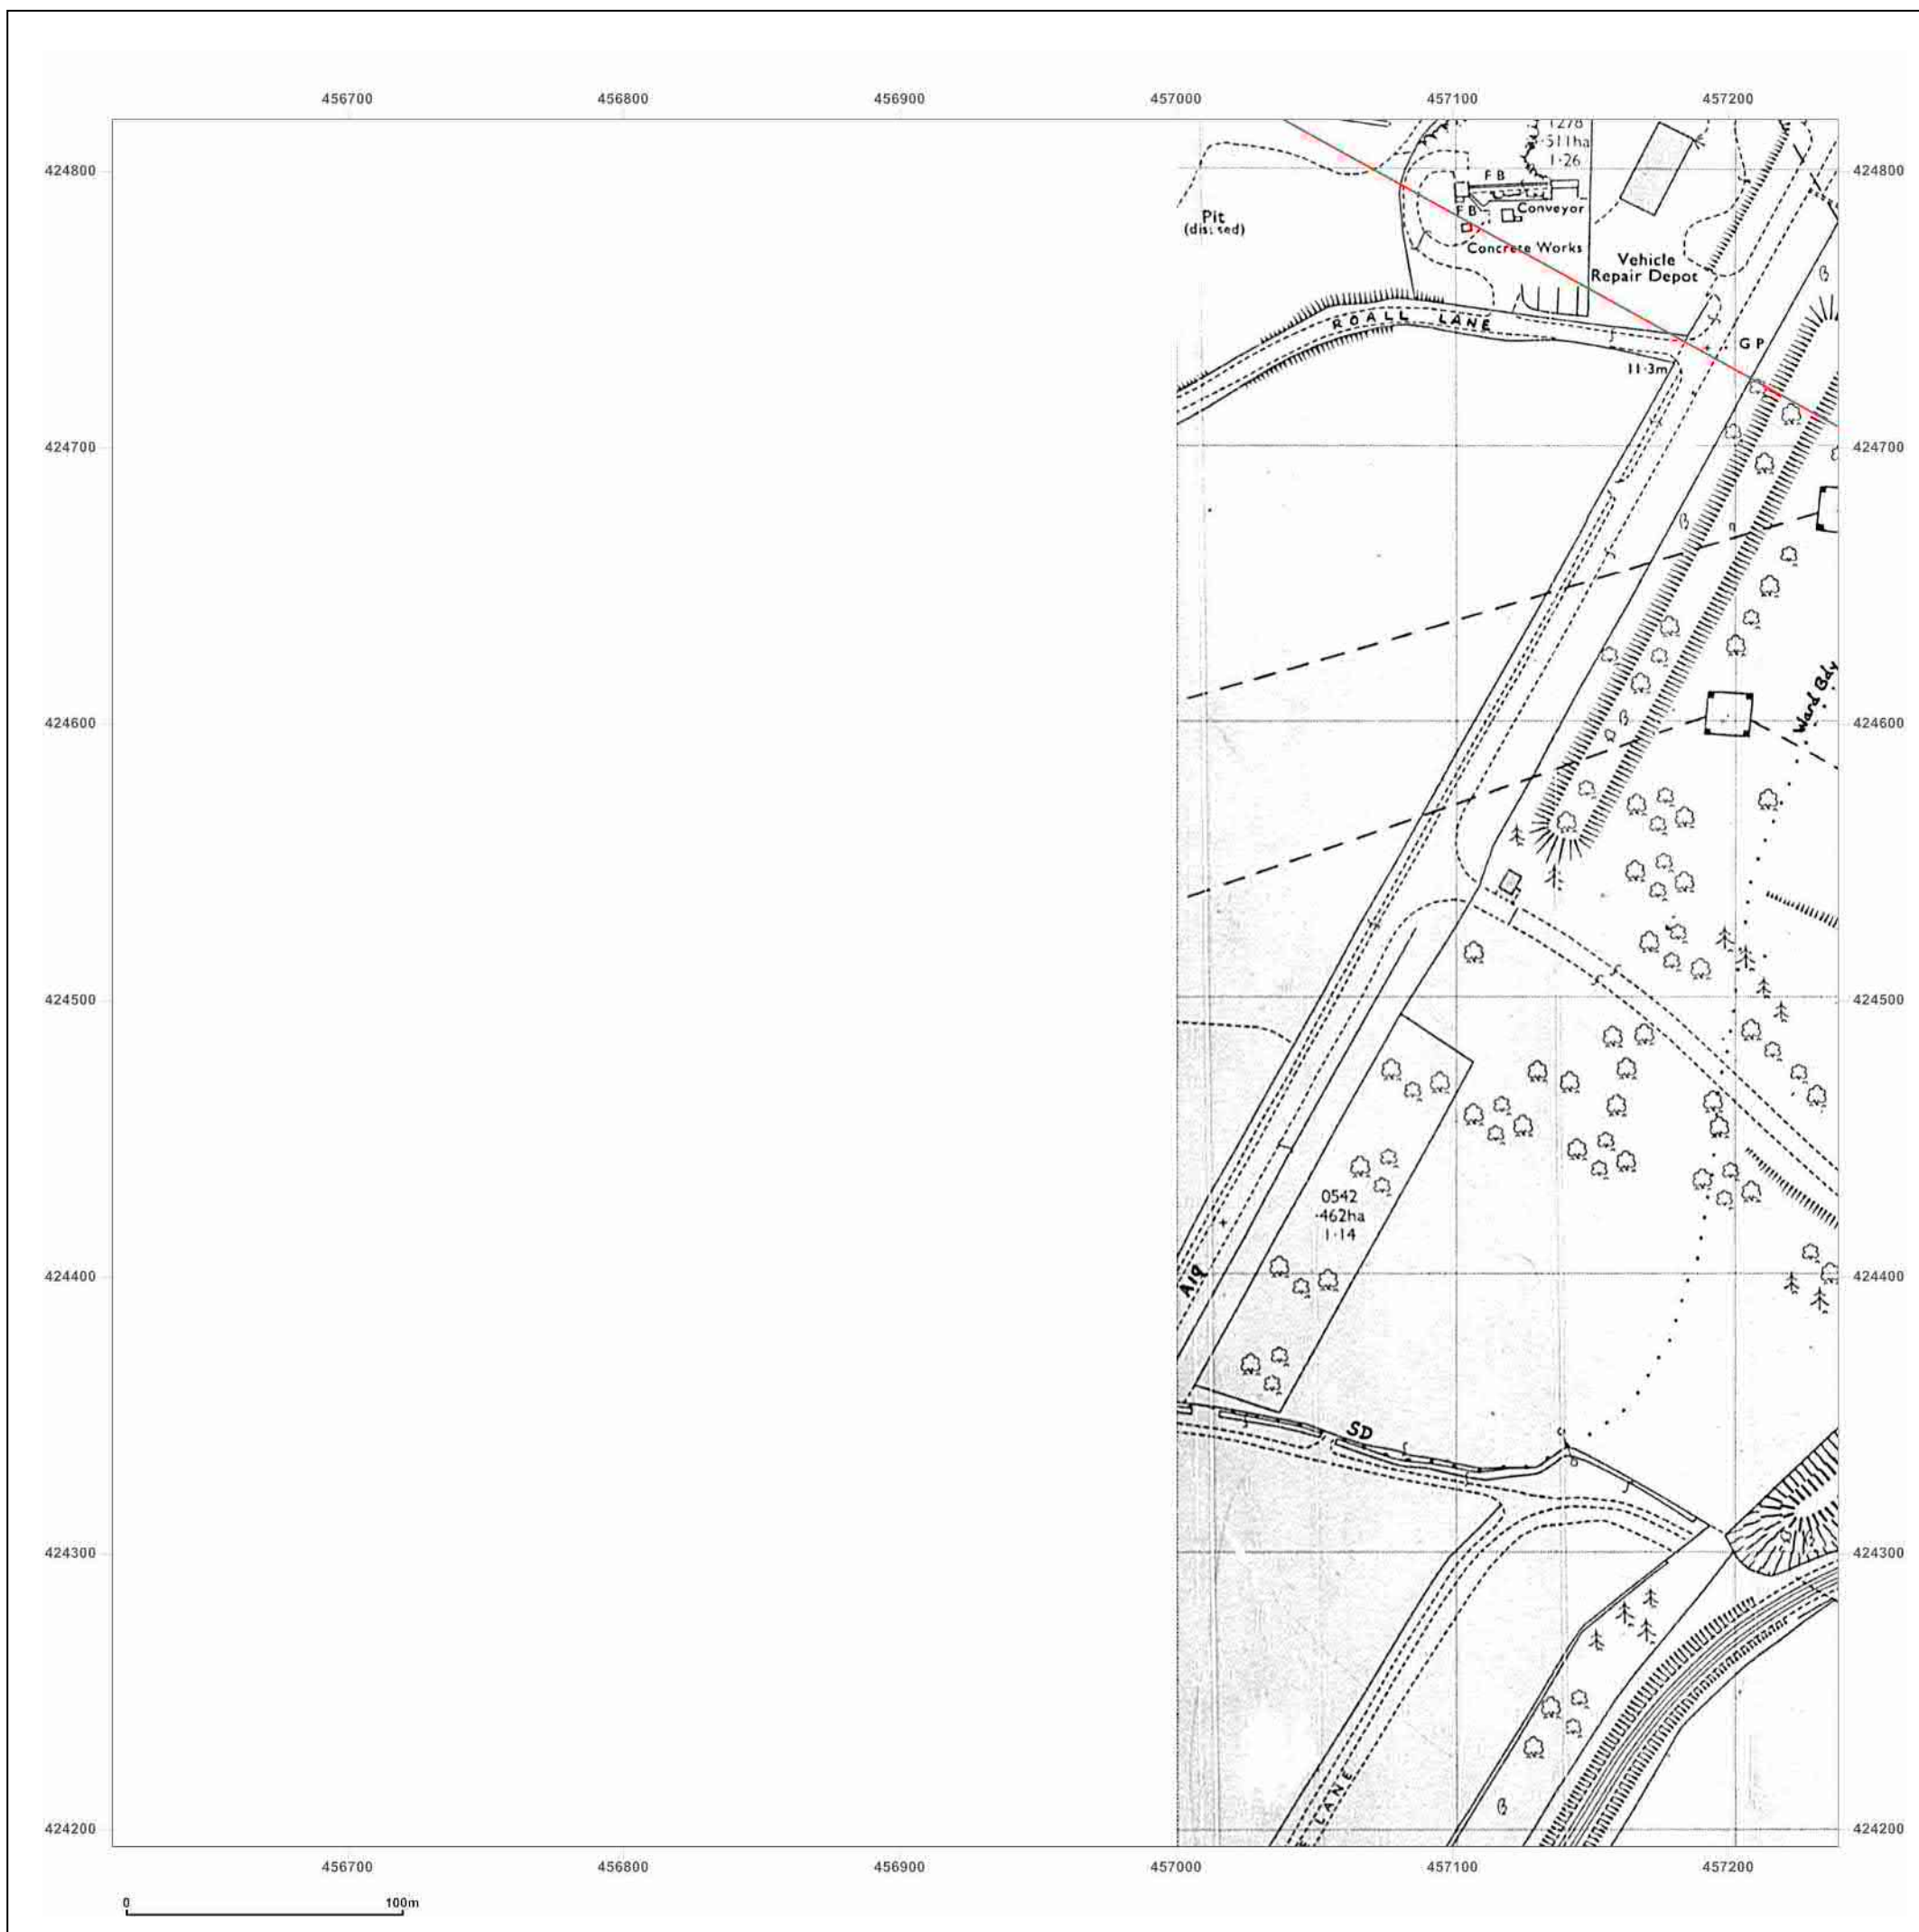 456700 456800 456900 457000 457100 457200
1278
·511ha
1·26
424800 424800
F B
Pit
(disused)
F B
Conveyor
Concrete Works
Vehicle
Repair Depot
β
ROALL LANE
G P
11·3m
424700 424700
β
Ward Bdy
424600 424600
β
424500 424500
0542
·462ha
1·14
424400 424400
A19
SD
424300 424300
LANE
β
424200 424200
456700 456800 456900 457000 457100 457200
0 100m